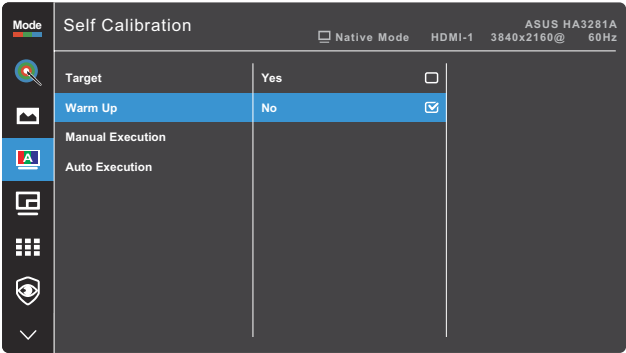 Mode
Self Calibration
ASUS HA3281A
Native Mode HDMI-1 3840x2160@ 60Hz
Target Yes
Warm Up No
Manual Execution
A
Auto Execution